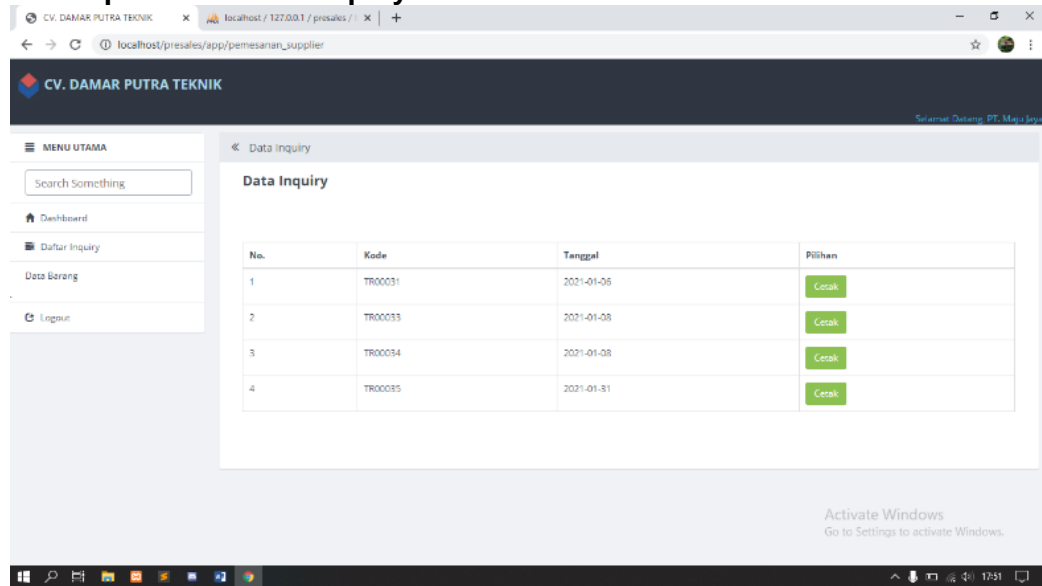 CV. DAMAR PUTRA TEKNIK
localhost / 127.0.0.1 / presales /
localhost/presales/app/pemesanan_supplier
CV. DAMAR PUTRA TEKNIK
Selamat Datang, PT. Maju Jaya
MENU UTAMA
Search Something
Dashboard
Daftar Inquiry
Data Barang
Logout
« Data Inquiry
Data Inquiry
No. Kode Tanggal Pilihan
1 TR00031 2021-01-06 Cetak
2 TR00033 2021-01-08 Cetak
3 TR00034 2021-01-08 Cetak
4 TR00035 2021-01-31 Cetak
Activate Windows
Go to Settings to activate Windows.
17:51